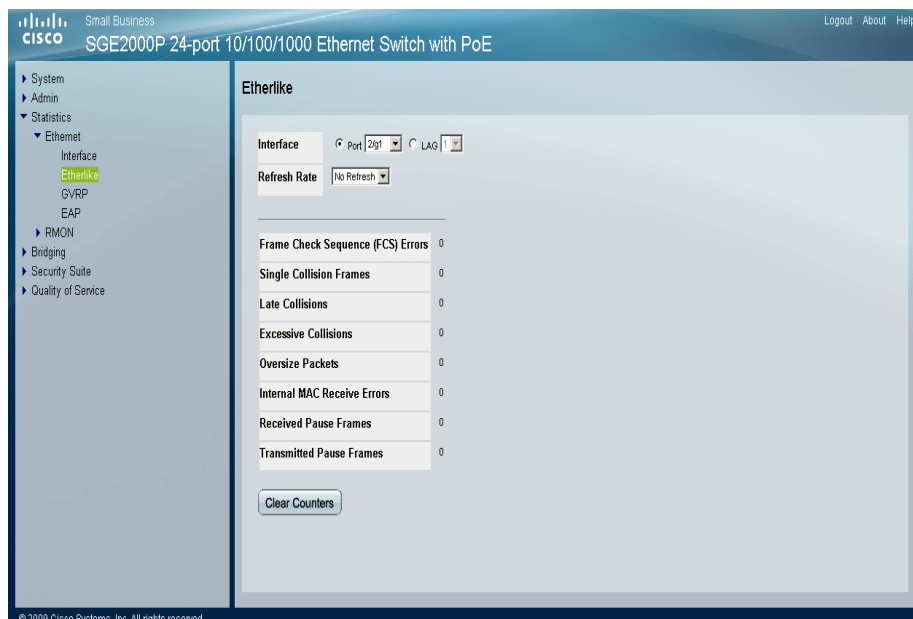 Small Business
CISCO
SGE2000P 24-port 10/100/1000 Ethernet Switch with PoE
Logout About Help
System
Admin
Statistics
Ethernet
Interface
Etherlike
GVRP
EAP
RMON
Bridging
Security Suite
Quality of Service
Etherlike
Interface Port 2/g1 LAG 1
Refresh Rate No Refresh
Frame Check Sequence (FCS) Errors 0
Single Collision Frames 0
Late Collisions 0
Excessive Collisions 0
Oversize Packets 0
Internal MAC Receive Errors 0
Received Pause Frames 0
Transmitted Pause Frames 0
Clear Counters
© 2009 Cisco Systems, Inc. All rights reserved.